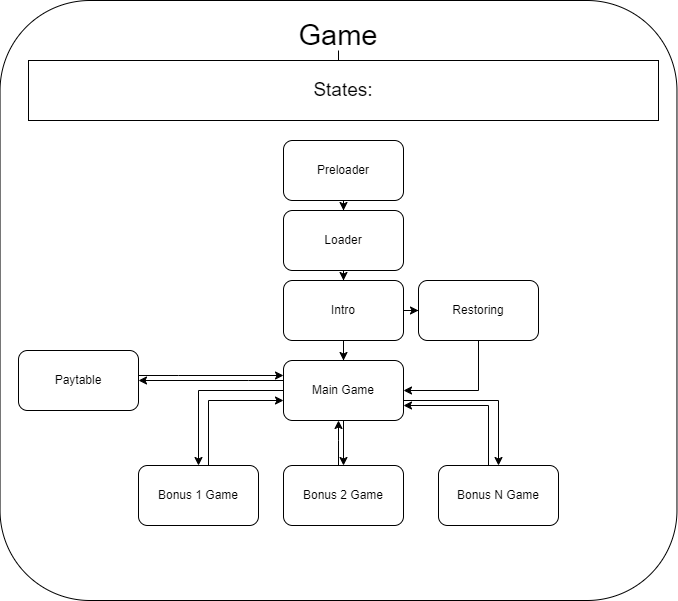 Game
States:
Preloader
Loader
Intro
Restoring
Paytable
Main Game
Bonus 1 Game
Bonus 2 Game
Bonus N Game